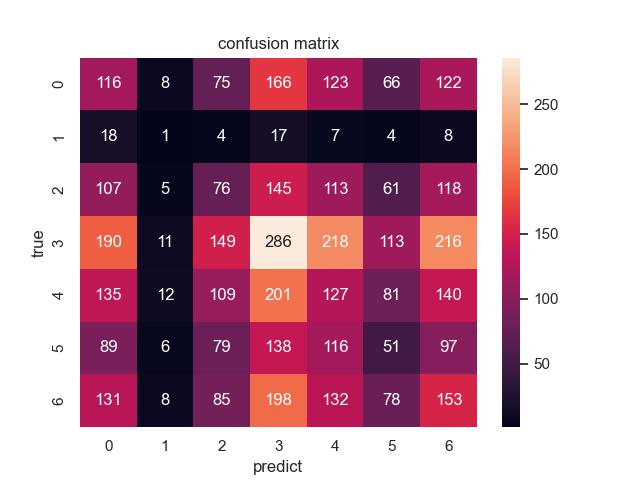 confusion matrix
0 116 8 75 166 123 66 122
1 18 1 4 17 7 4 8
2 107 5 76 145 113 61 118
3 190 11 149 286 218 113 216
4 135 12 109 201 127 81 140
5 89 6 79 138 116 51 97
6 131 8 85 198 132 78 153
0 1 2 3 4 5 6
predict
true
250
200
150
100
50